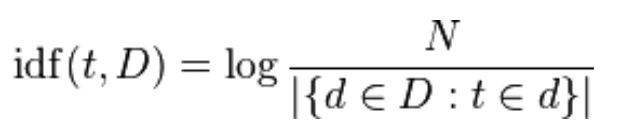 idf(t, D) = log N / |{d ∈ D : t ∈ d}|